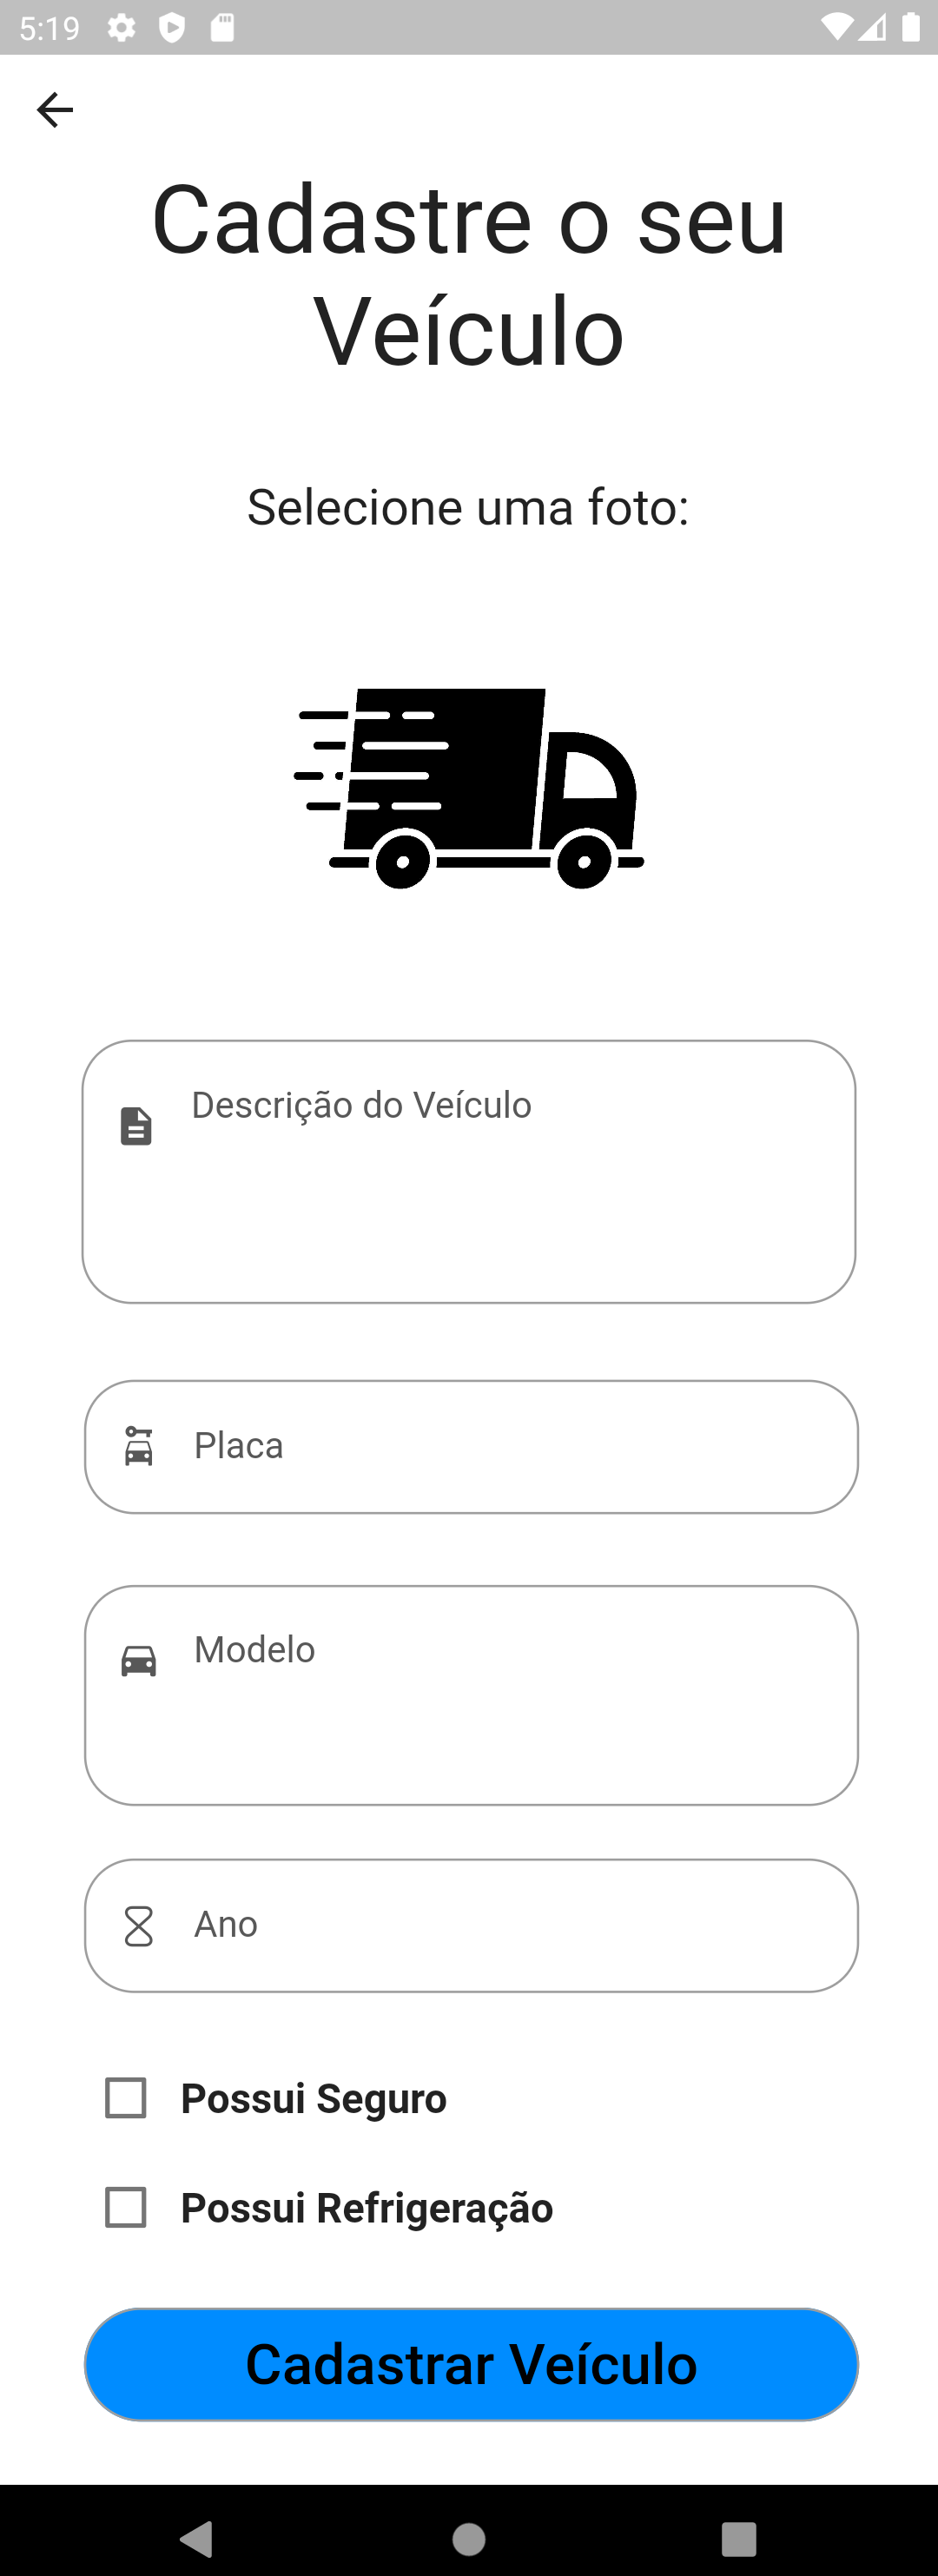 5:19
Cadastre o seu
Veículo
Selecione uma foto:
Descrição do Veículo
Placa
Modelo
Ano
Possui Seguro
Possui Refrigeração
Cadastrar Veículo